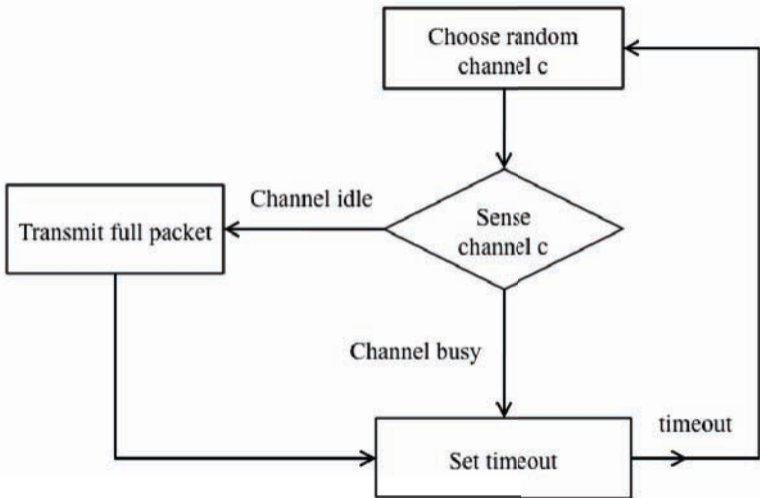 Choose random
channel c
Channel idle
Transmit full packet
Sense
channel c
Channel busy
timeout
Set timeout